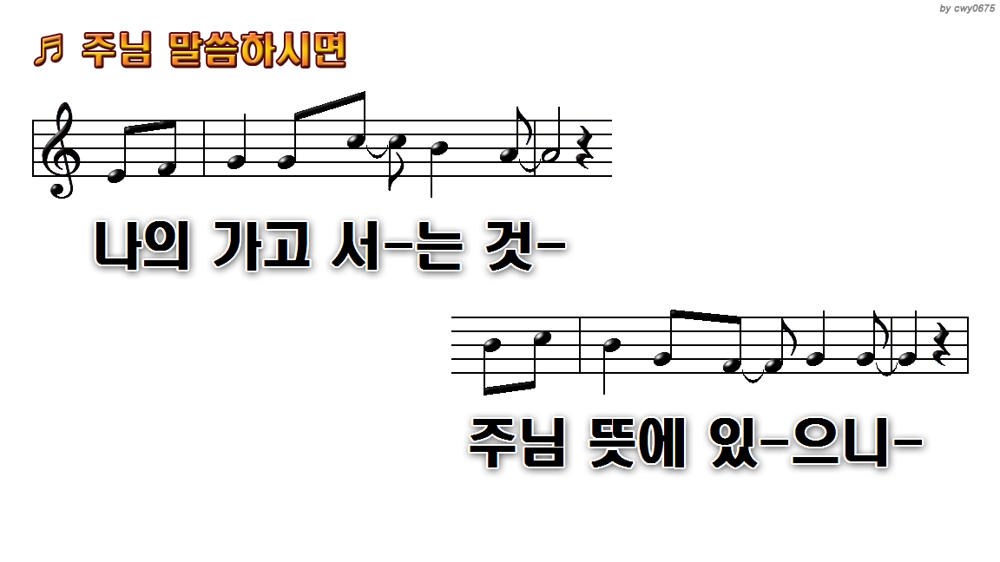 by cwy0675
주님 말씀하시면
나의 가고 서-는 것-
주님 뜻에 있-으니-